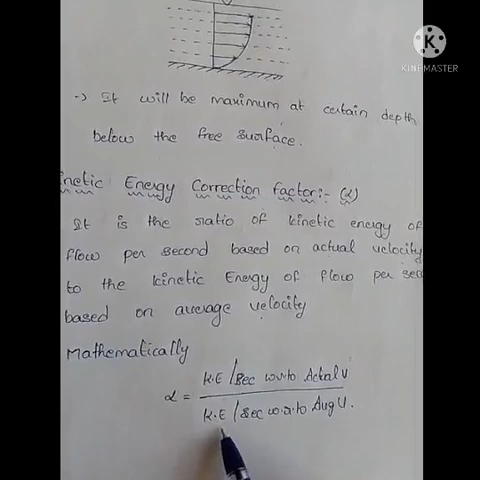 K
KINEMASTER
→ It will be maximum at certain depth
below the free surface.
inetic Energy Correction factor:- (α)
It is the ratio of kinetic energy of
flow per second based on actual velocity
to the kinetic Energy of flow per sec
based on average velocity
Mathematically
α = K.E/sec w.r.to Actal V
K.E/sec w.r.to Aug V.